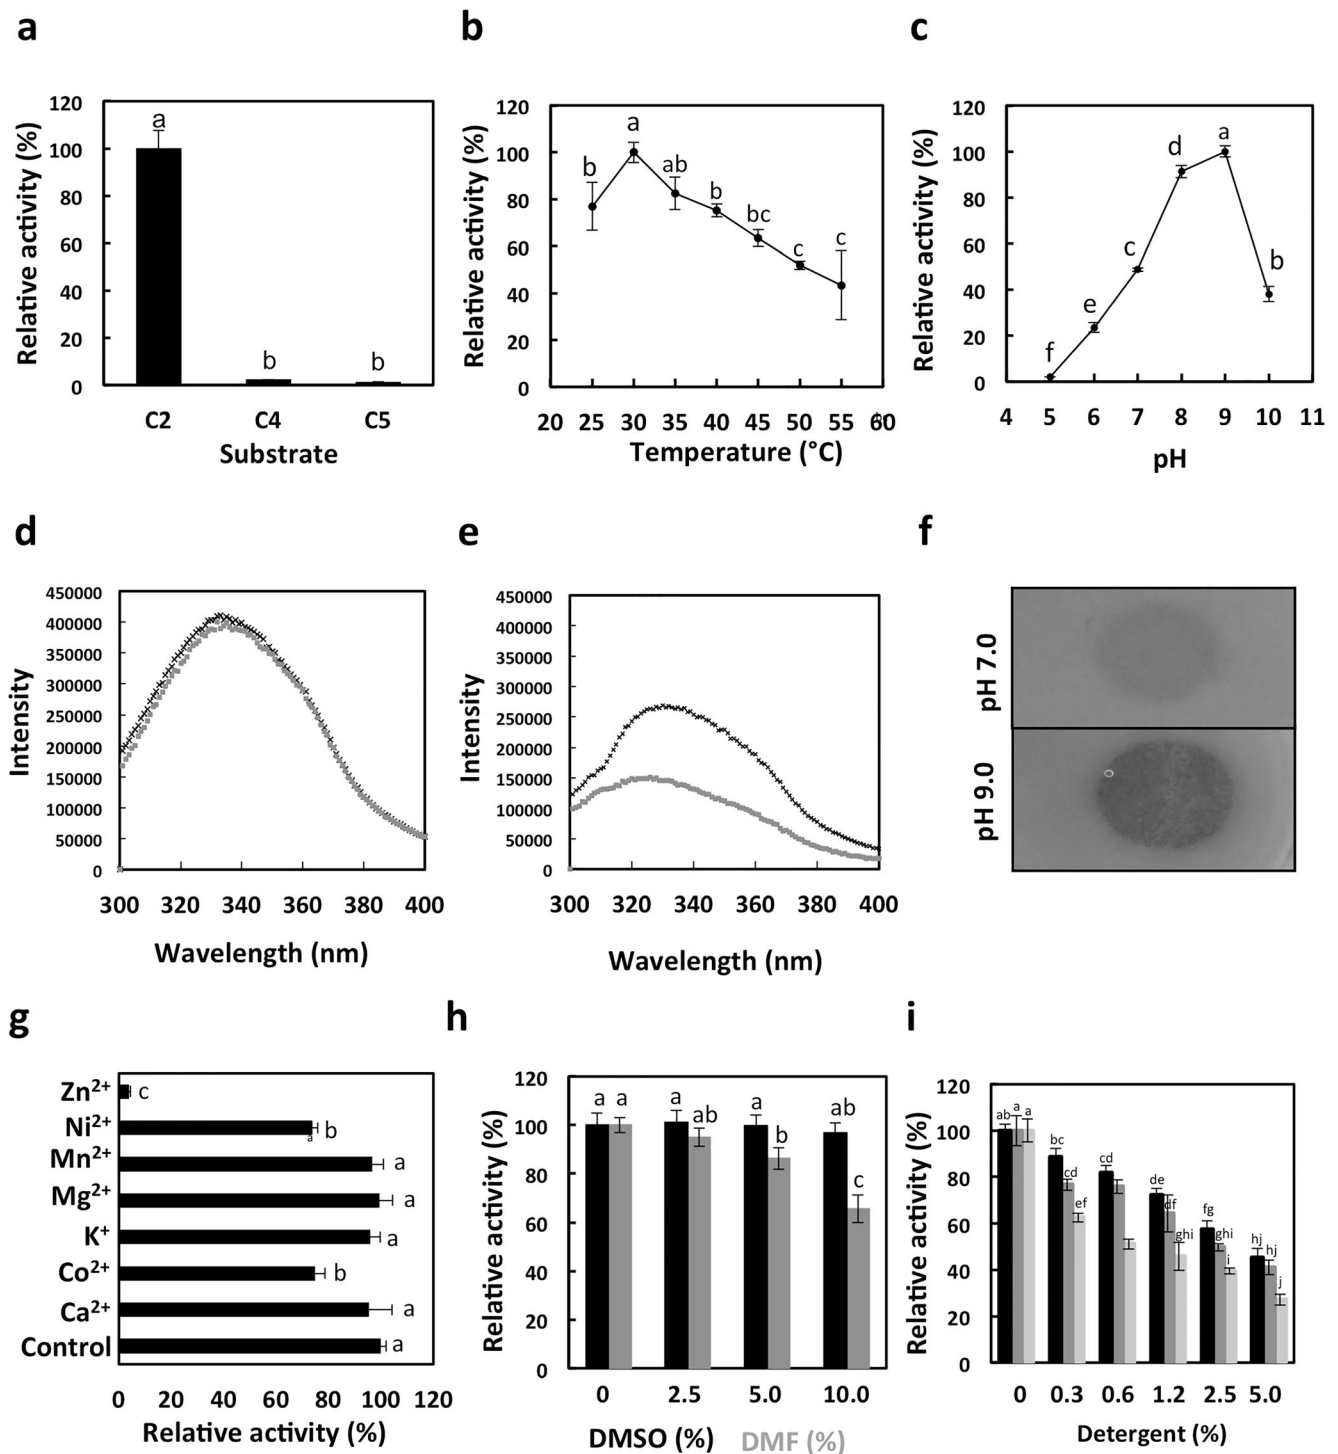 a
b
c
120
100
80
60
40
20
0
Relative activity (%)
a
b
b
C2 C4 C5
Substrate
120
100
80
60
40
20
0
Relative activity (%)
b a ab b bc c c
20 25 30 35 40 45 50 55 60
Temperature (°C)
120
100
80
60
40
20
0
Relative activity (%)
f e c d a b
4 5 6 7 8 9 10 11
pH
d
e
f
450000
400000
350000
300000
250000
200000
150000
100000
50000
0
Intensity
300 320 340 360 380 400
Wavelength (nm)
450000
400000
350000
300000
250000
200000
150000
100000
50000
0
Intensity
300 320 340 360 380 400
Wavelength (nm)
pH 7.0
pH 9.0
g
h
i
Zn2+ c
Ni2+ b
a
Mn2+ a
Mg2+ a
K+ a
Co2+ b
Ca2+ a
Control a
0 20 40 60 80 100 120
Relative activity (%)
120
100
80
60
40
20
0
Relative activity (%)
a a a ab a b ab c
0 2.5 5.0 10.0
DMSO (%) DMF (%)
120
100
80
60
40
20
0
Relative activity (%)
ab a a bc cd ef cd de df ghi fg ghi i hj hj j
0 0.3 0.6 1.2 2.5 5.0
Detergent (%)